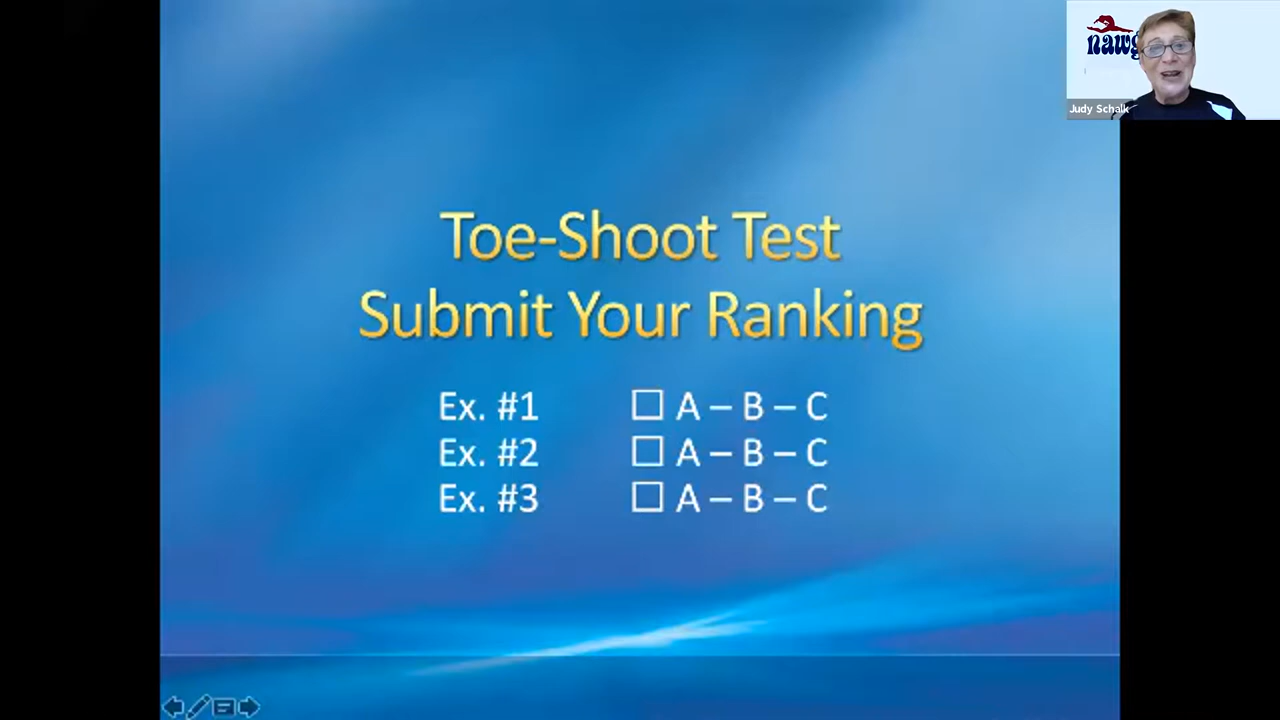 nawg
Judy Schalk
Toe-Shoot Test
Submit Your Ranking
Ex. #1 ☐ A – B – C
Ex. #2 ☐ A – B – C
Ex. #3 ☐ A – B – C